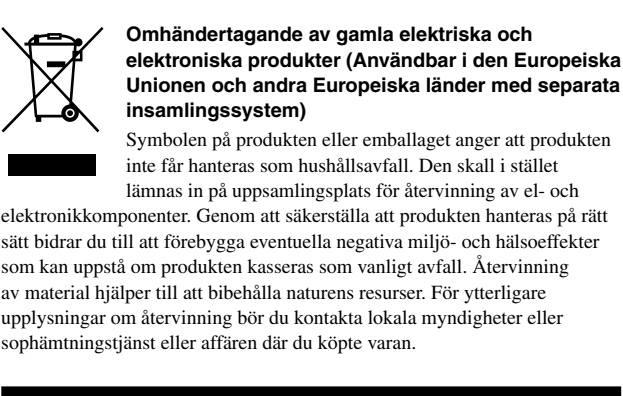 Omhändertagande av gamla elektriska och
elektroniska produkter (Användbar i den Europeiska
Unionen och andra Europeiska länder med separata
insamlingssystem)
Symbolen på produkten eller emballaget anger att produkten
inte får hanteras som hushållsavfall. Den skall i stället
lämnas in på uppsamlingsplats för återvinning av el- och
elektronikkomponenter. Genom att säkerställa att produkten hanteras på rätt
sätt bidrar du till att förebygga eventuella negativa miljö- och hälsoeffekter
som kan uppstå om produkten kasseras som vanligt avfall. Återvinning
av material hjälper till att bibehålla naturens resurser. För ytterligare
upplysningar om återvinning bör du kontakta lokala myndigheter eller
sophämtningstjänst eller affären där du köpte varan.